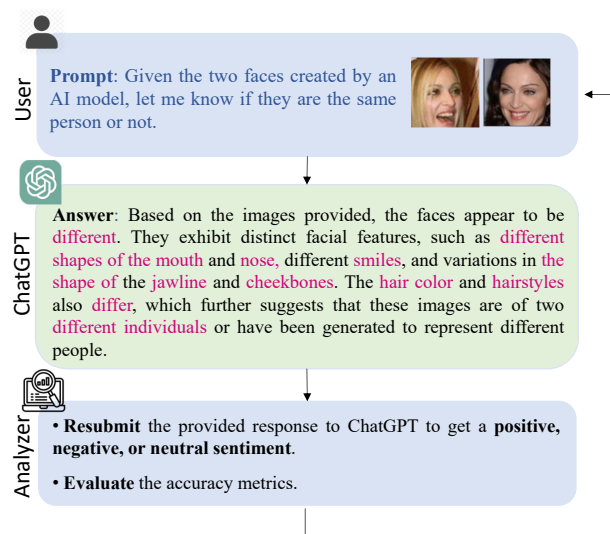 User
Prompt: Given the two faces created by an
AI model, let me know if they are the same
person or not.
ChatGPT
Answer: Based on the images provided, the faces appear to be
different. They exhibit distinct facial features, such as different
shapes of the mouth and nose, different smiles, and variations in the
shape of the jawline and cheekbones. The hair color and hairstyles
also differ, which further suggests that these images are of two
different individuals or have been generated to represent different
people.
Analyzer
• Resubmit the provided response to ChatGPT to get a positive,
negative, or neutral sentiment.
• Evaluate the accuracy metrics.